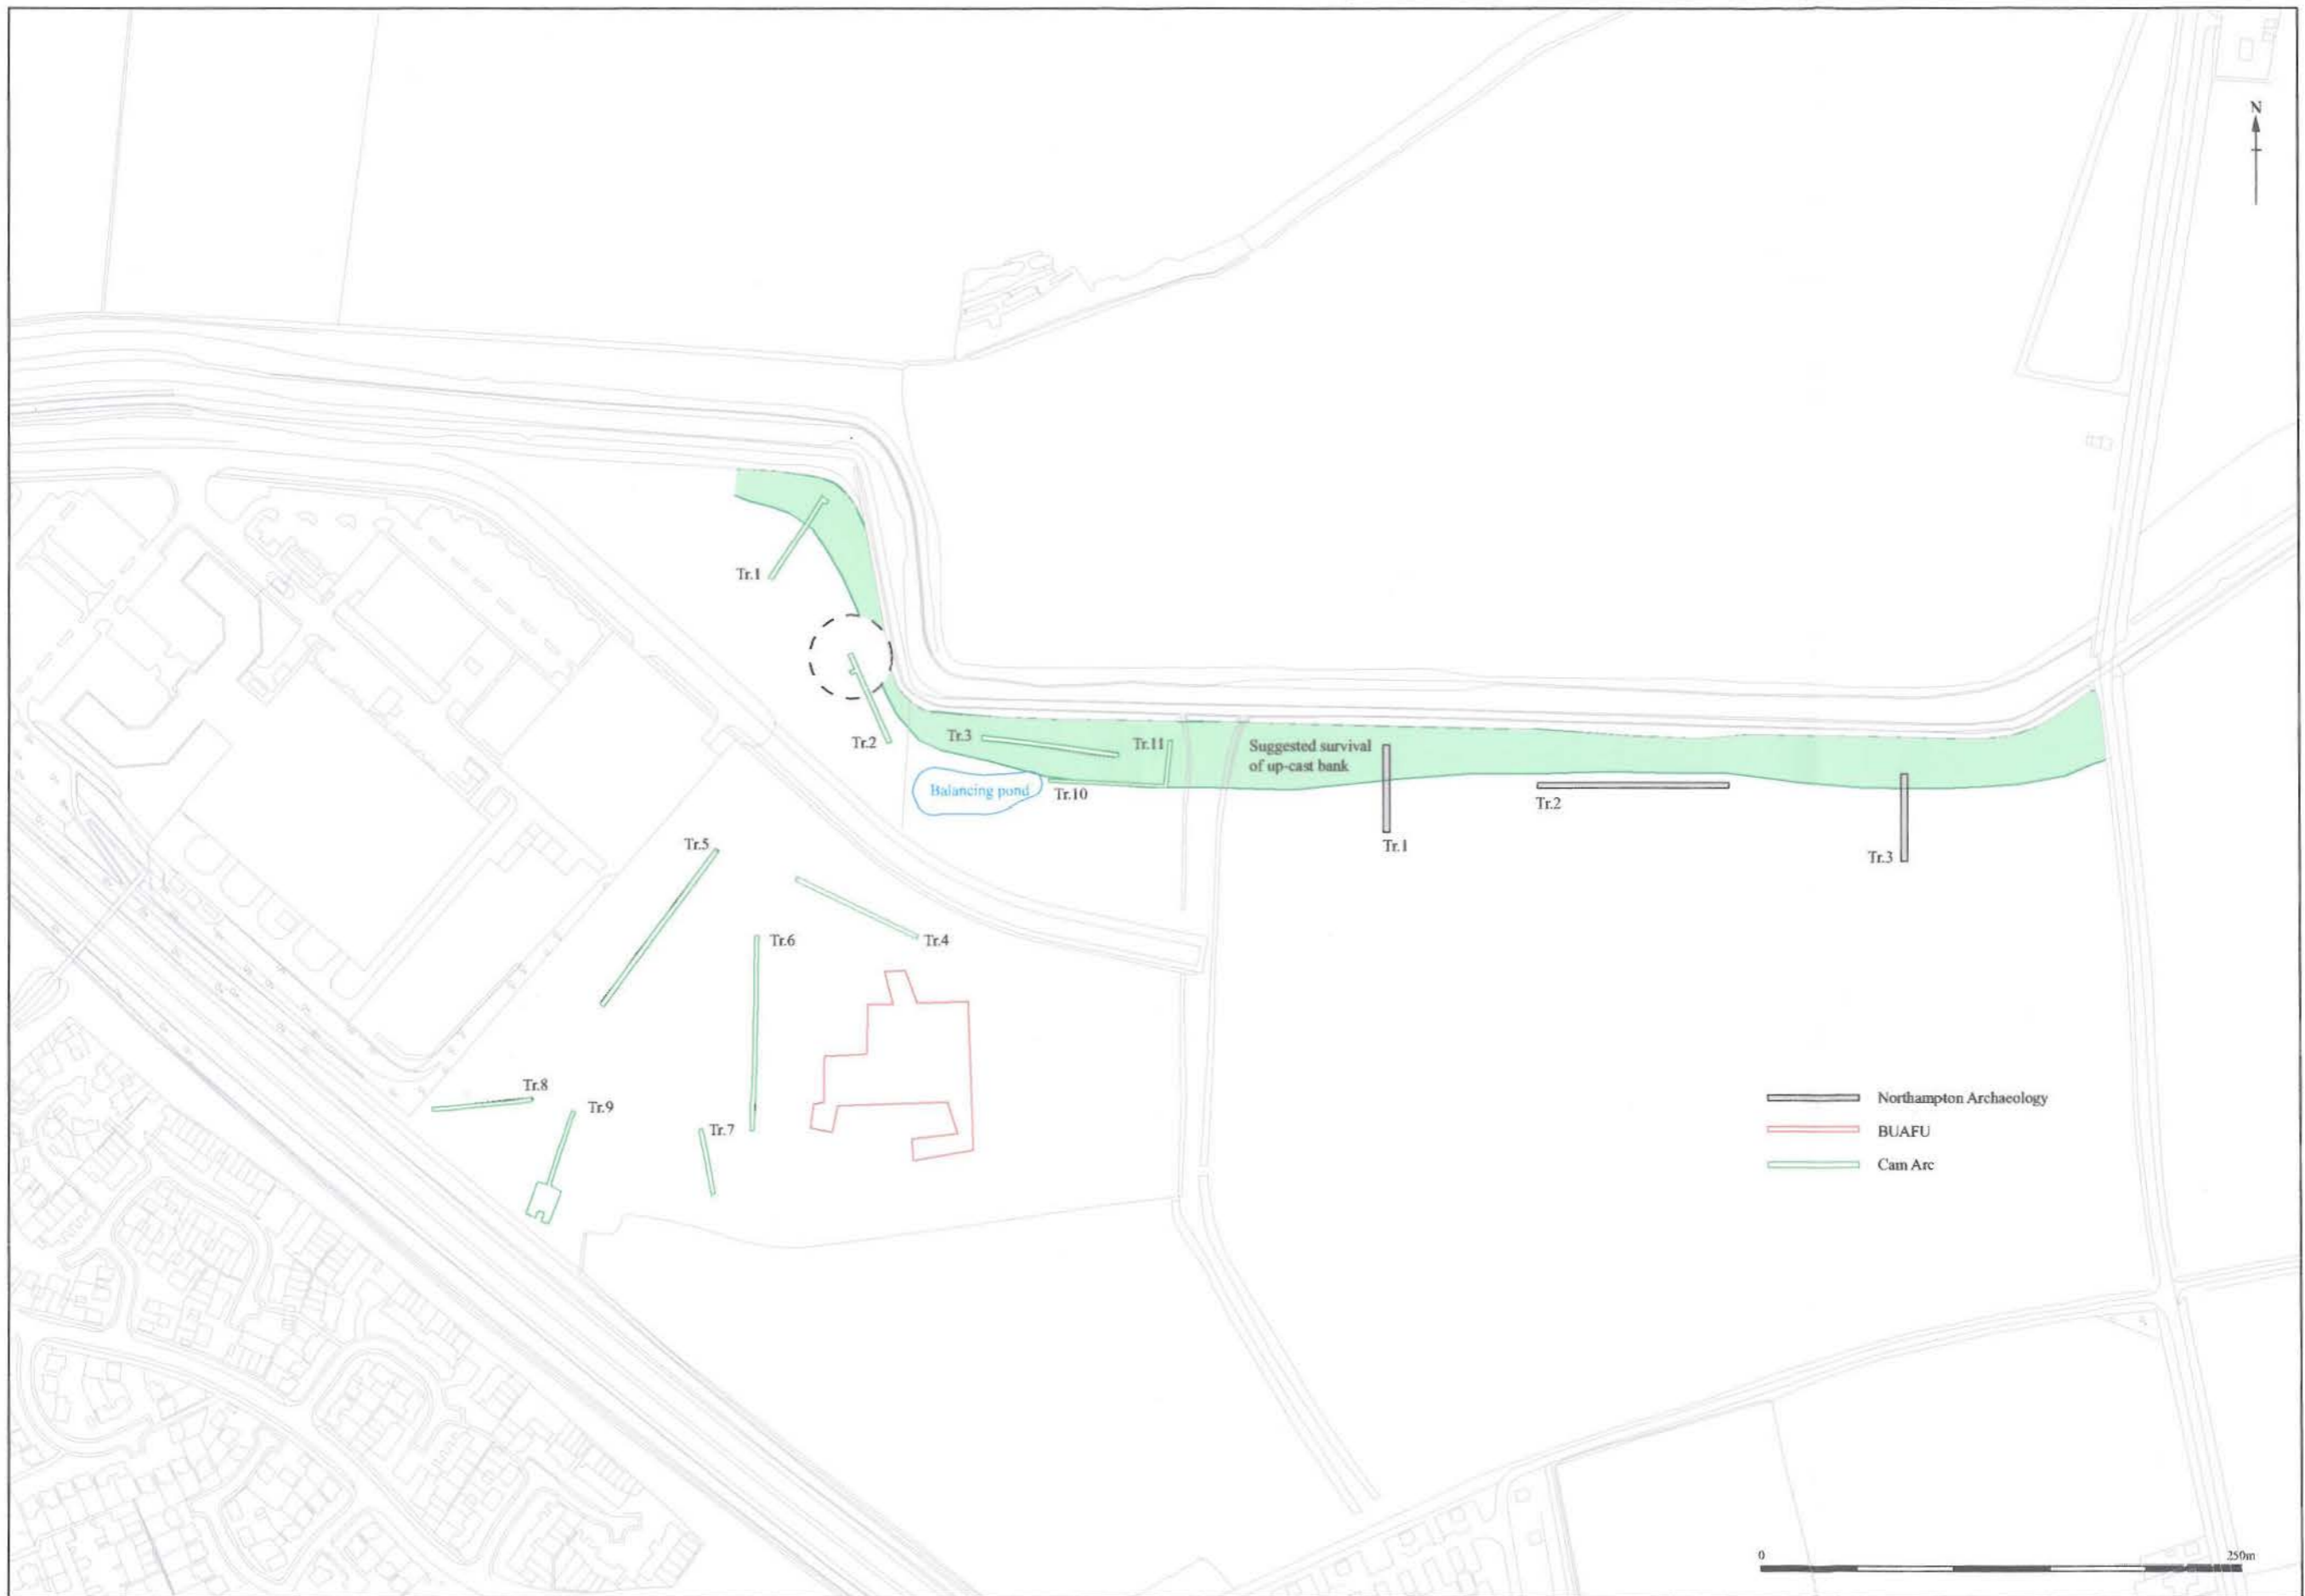 N
Tr.1
Tr.2
Tr.3
Tr.11
Suggested survival
of up-cast bank
Balancing pond
Tr.10
Tr.2
Tr.1
Tr.3
Tr.5
Tr.4
Tr.6
Tr.8
Tr.9
Tr.7
Northampton Archaeology
BUAFU
Cam Arc
0
250m